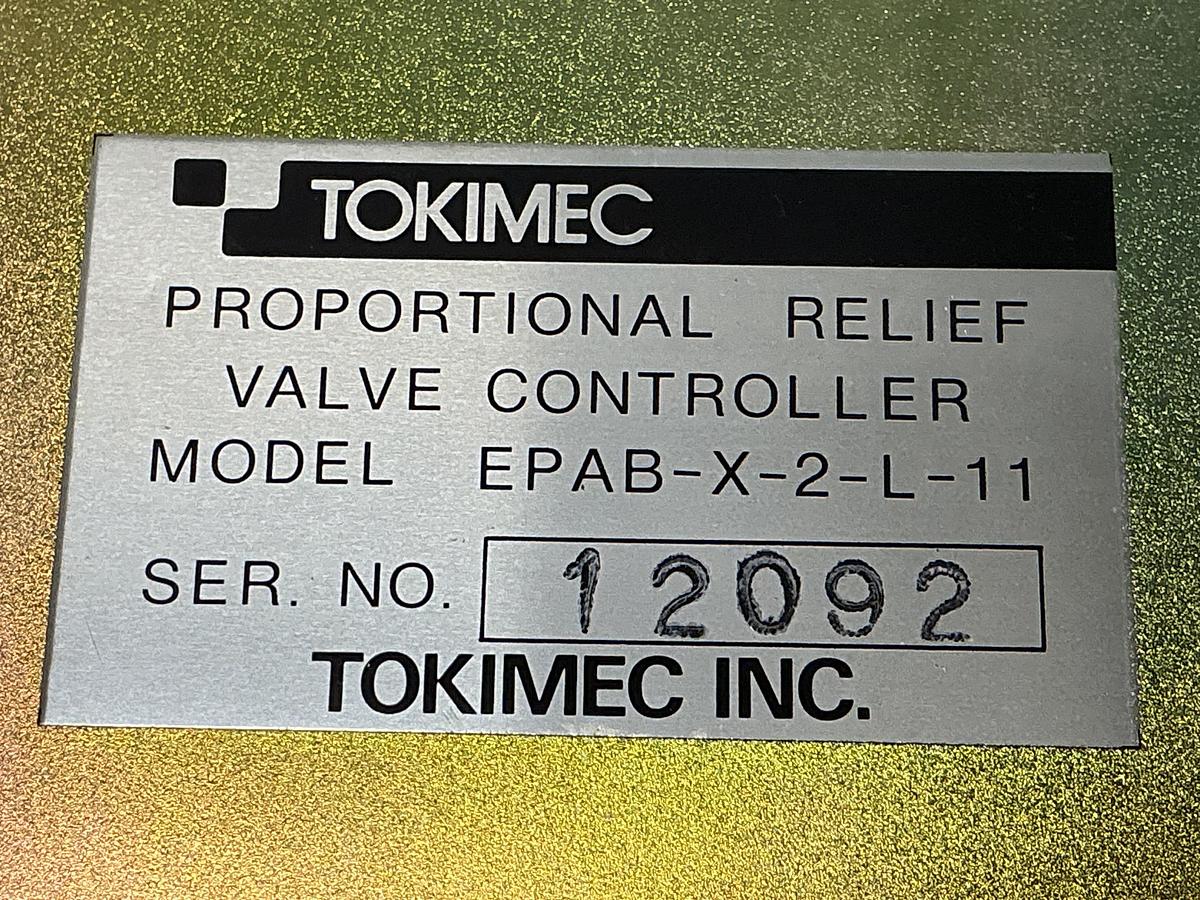 TOKIMEC
PROPORTIONAL RELIEF
VALVE CONTROLLER
MODEL EPAB-X-2-L-11
SER. NO. 12092
TOKIMEC INC.